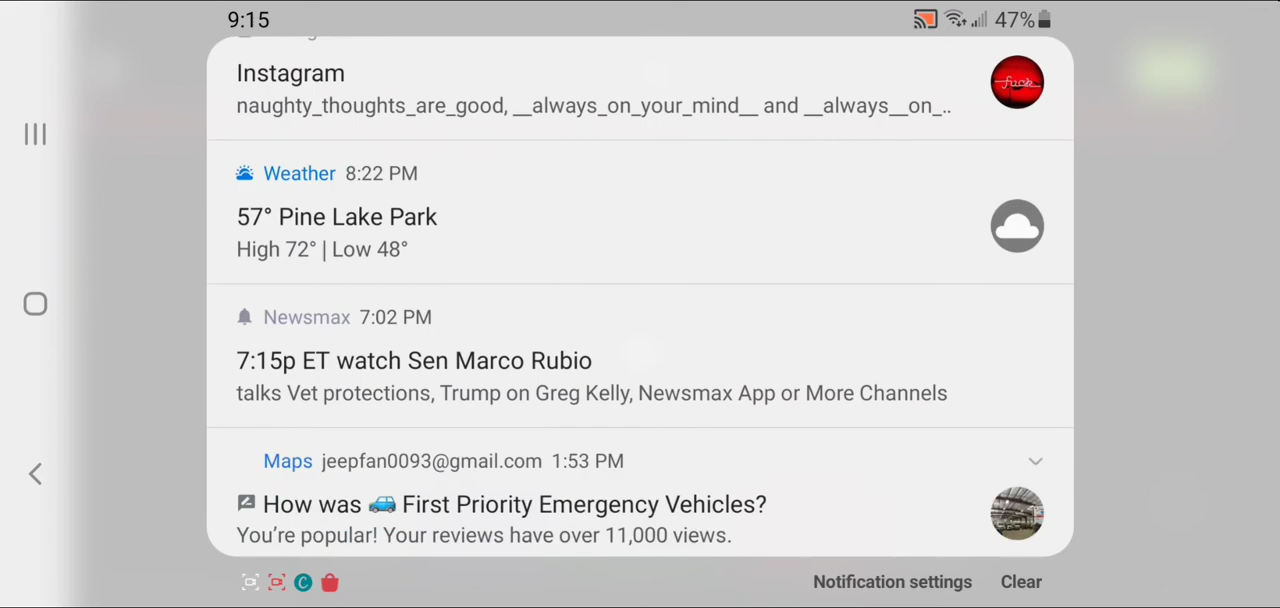 9:15
47%
Instagram
fuck
naughty_thoughts_are_good, __always_on_your_mind__ and __always__on_..
Weather 8:22 PM
57° Pine Lake Park
High 72° | Low 48°
Newsmax 7:02 PM
7:15p ET watch Sen Marco Rubio
talks Vet protections, Trump on Greg Kelly, Newsmax App or More Channels
Maps jeepfan0093@gmail.com 1:53 PM
How was 🚙 First Priority Emergency Vehicles?
You're popular! Your reviews have over 11,000 views.
C
Notification settings Clear